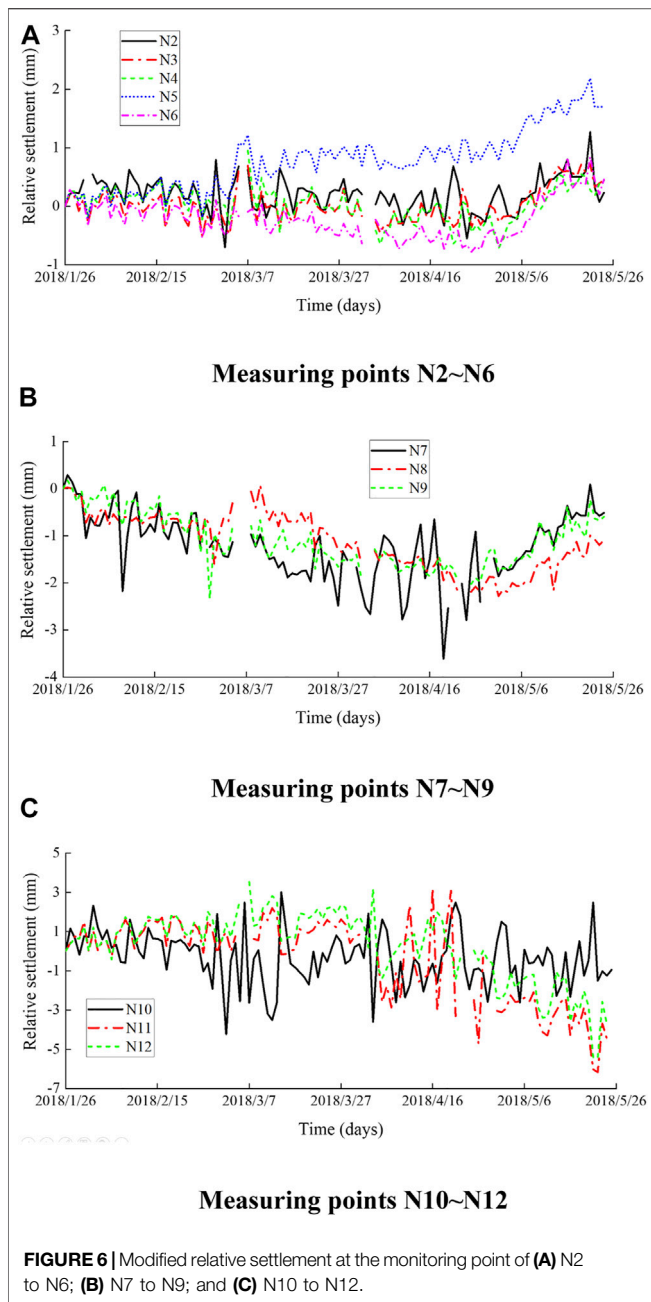 A
3
2
1
0
-1
Relative settlement (mm)
N2
N3
N4
N5
N6
2018/1/26 2018/2/15 2018/3/7 2018/3/27 2018/4/16 2018/5/6 2018/5/26
Time (days)
Measuring points N2~N6
B
1
0
-1
-2
-3
-4
Relative settlement (mm)
N7
N8
N9
2018/1/26 2018/2/15 2018/3/7 2018/3/27 2018/4/16 2018/5/6 2018/5/26
Time (days)
Measuring points N7~N9
C
5
3
1
-1
-3
-5
-7
Relative settlement (mm)
N10
N11
N12
2018/1/26 2018/2/15 2018/3/7 2018/3/27 2018/4/16 2018/5/6 2018/5/26
Time (days)
Measuring points N10~N12
FIGURE 6 | Modified relative settlement at the monitoring point of (A) N2
to N6; (B) N7 to N9; and (C) N10 to N12.